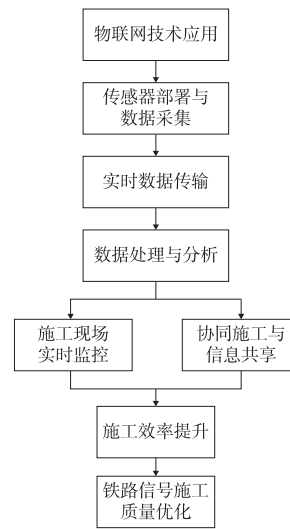 物联网技术应用
传感器部署与
数据采集
实时数据传输
数据处理与分析
施工现场
实时监控
协同施工与
信息共享
施工效率提升
铁路信号施工
质量优化